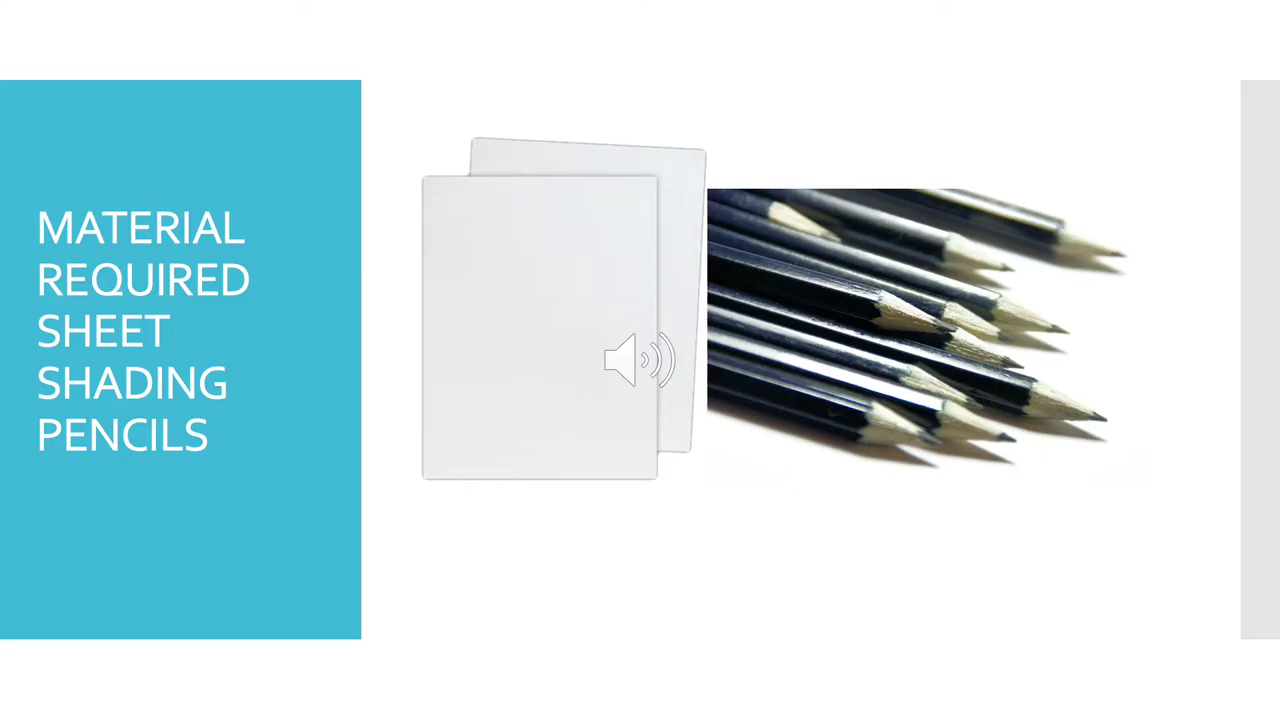 MATERIAL
REQUIRED
SHEET
SHADING
PENCILS